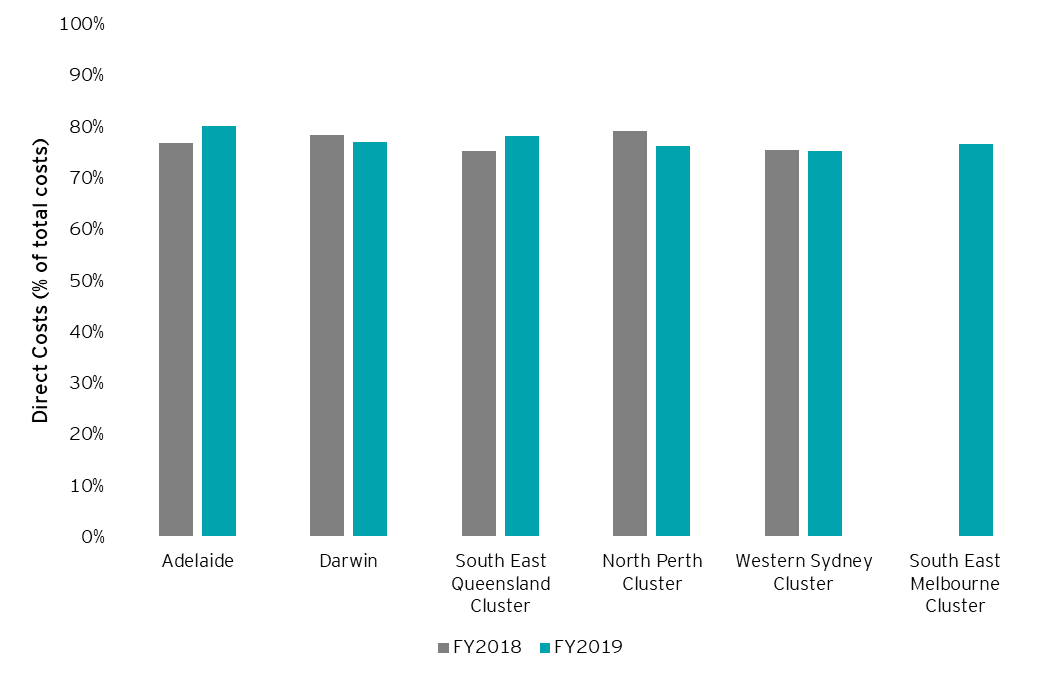 Direct Costs (% of total costs)
100%
90%
80%
70%
60%
50%
40%
30%
20%
10%
0%
Adelaide
Darwin
South East
Queensland
Cluster
North Perth
Cluster
Western Sydney
Cluster
South East
Melbourne
Cluster
FY2018
FY2019